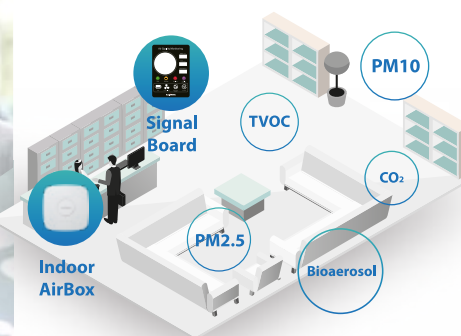 PM10
Signal
Board
TVOC
CO₂
PM2.5
Indoor
AirBox
Bioaerosol